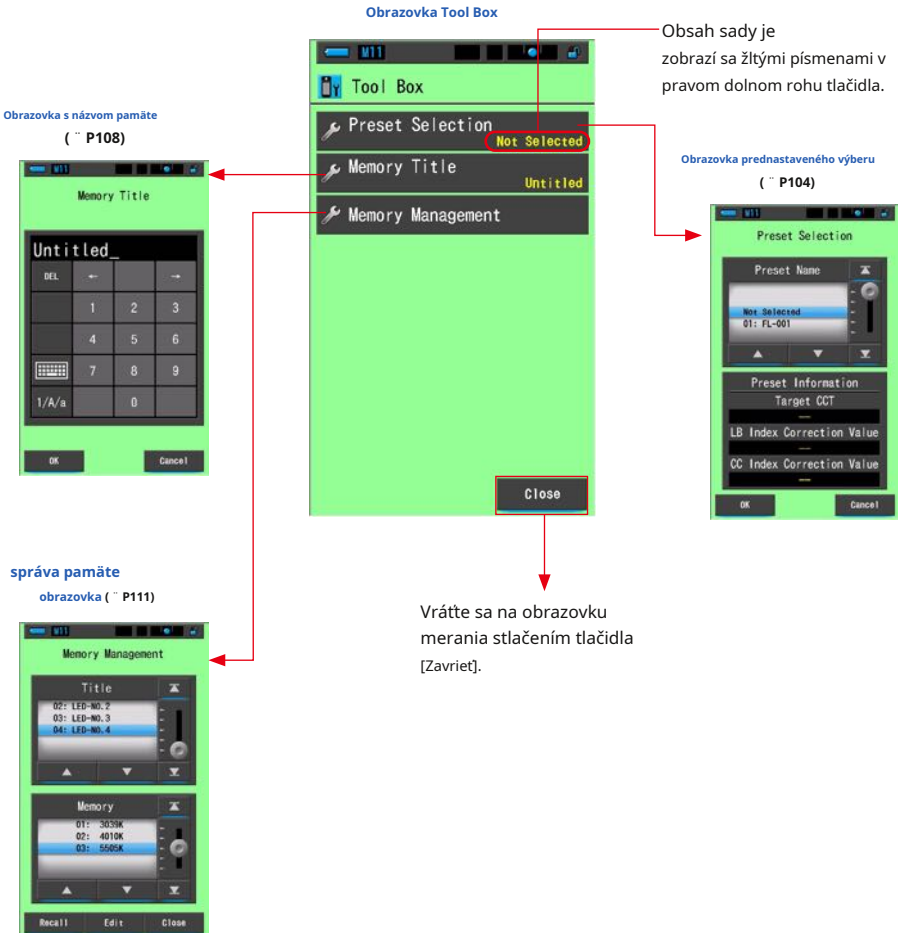 Obrazovka Tool Box
Obsah sady je
zobrazí sa žltými písmenami v
pravom dolnom rohu tlačidla.
M11
Tool Box
Preset Selection
Not Selected
Memory Title
Untitled
Memory Management
Close
Obrazovka s názvom pamäte
( ¨ P108)
M11
Memory Title
Untitled_
DEL ← →
1 2 3
4 5 6
7 8 9
1/A/a 0
OK Cancel
Obrazovka prednastaveného výberu
( ¨ P104)
M11
Preset Selection
Preset Name
Not Selected
01: FL-001
▲ ▼
Preset Information
Target CCT
--
LB Index Correction Value
--
CC Index Correction Value
--
OK Cancel
Vráťte sa na obrazovku
merania stlačením tlačidla
[Zavrieť].
správa pamäte
obrazovka ( ¨ P111)
M11
Memory Management
Title
02: LED-NO.2
03: LED-NO.3
04: LED-NO.4
▲ ▼
Memory
01: 3039K
02: 4010K
03: 5505K
▲ ▼
Recall Edit Close